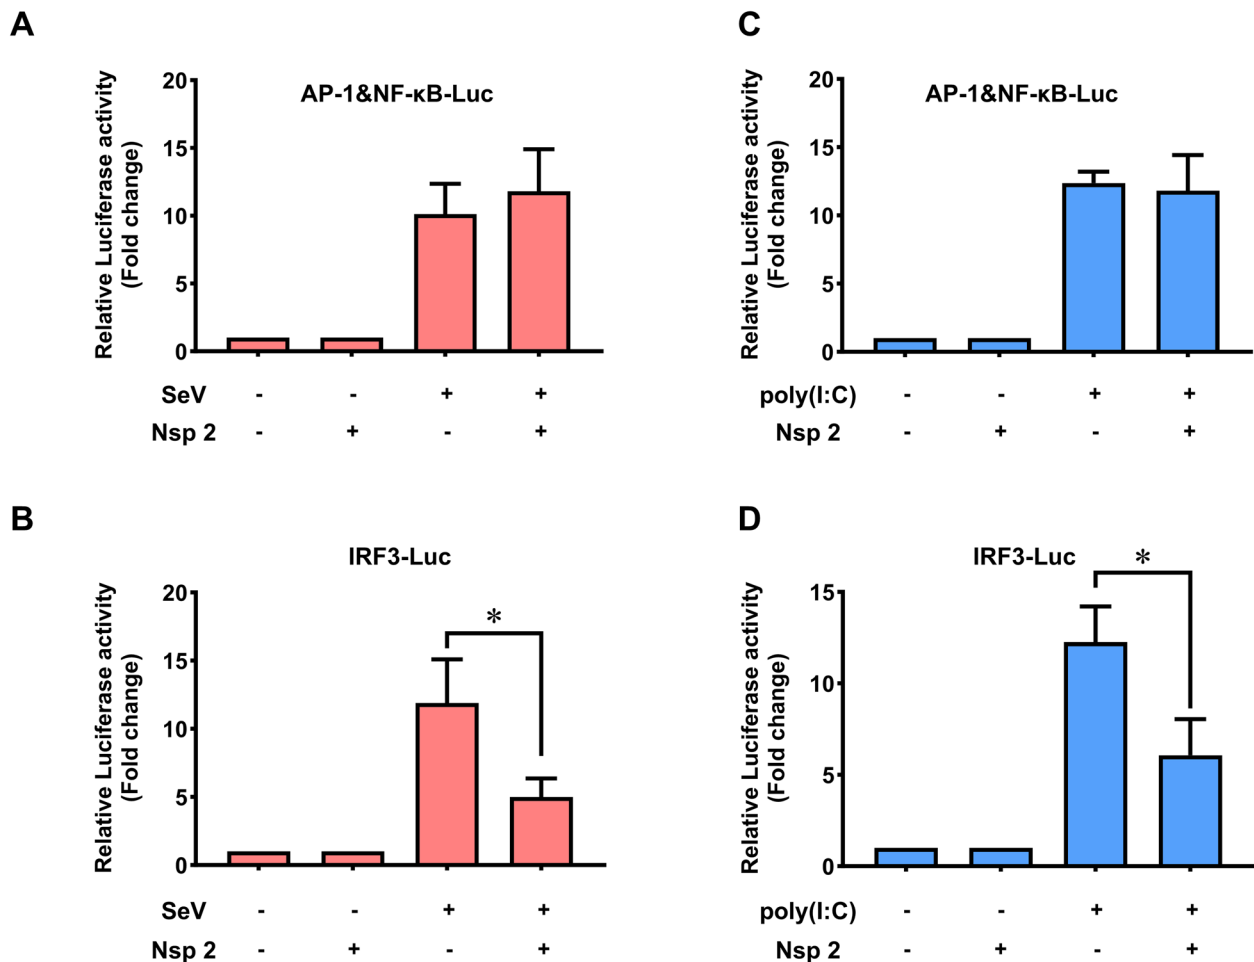 A
AP-1&NF-κB-Luc
Relative Luciferase activity
(Fold change)
20
15
10
5
0
SeV - - + +
Nsp 2 - + - +
C
AP-1&NF-κB-Luc
Relative Luciferase activity
(Fold change)
20
15
10
5
0
poly(I:C) - - + +
Nsp 2 - + - +
B
IRF3-Luc
Relative Luciferase activity
(Fold change)
20
15
10
5
0
*
SeV - - + +
Nsp 2 - + - +
D
IRF3-Luc
Relative Luciferase activity
(Fold change)
15
10
5
0
*
poly(I:C) - - + +
Nsp 2 - + - +